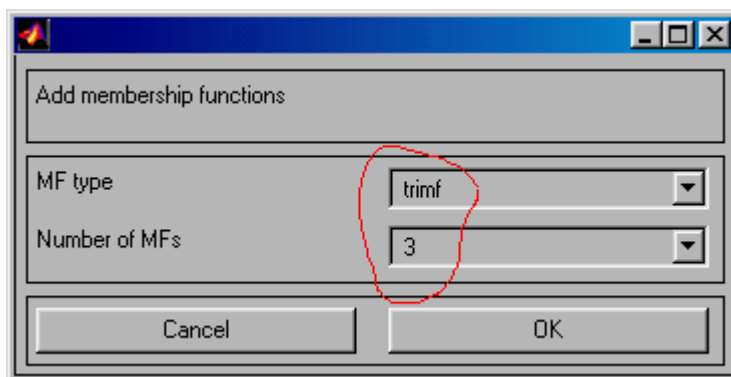 Add membership functions
MF type
trimf
Number of MFs
3
Cancel
OK